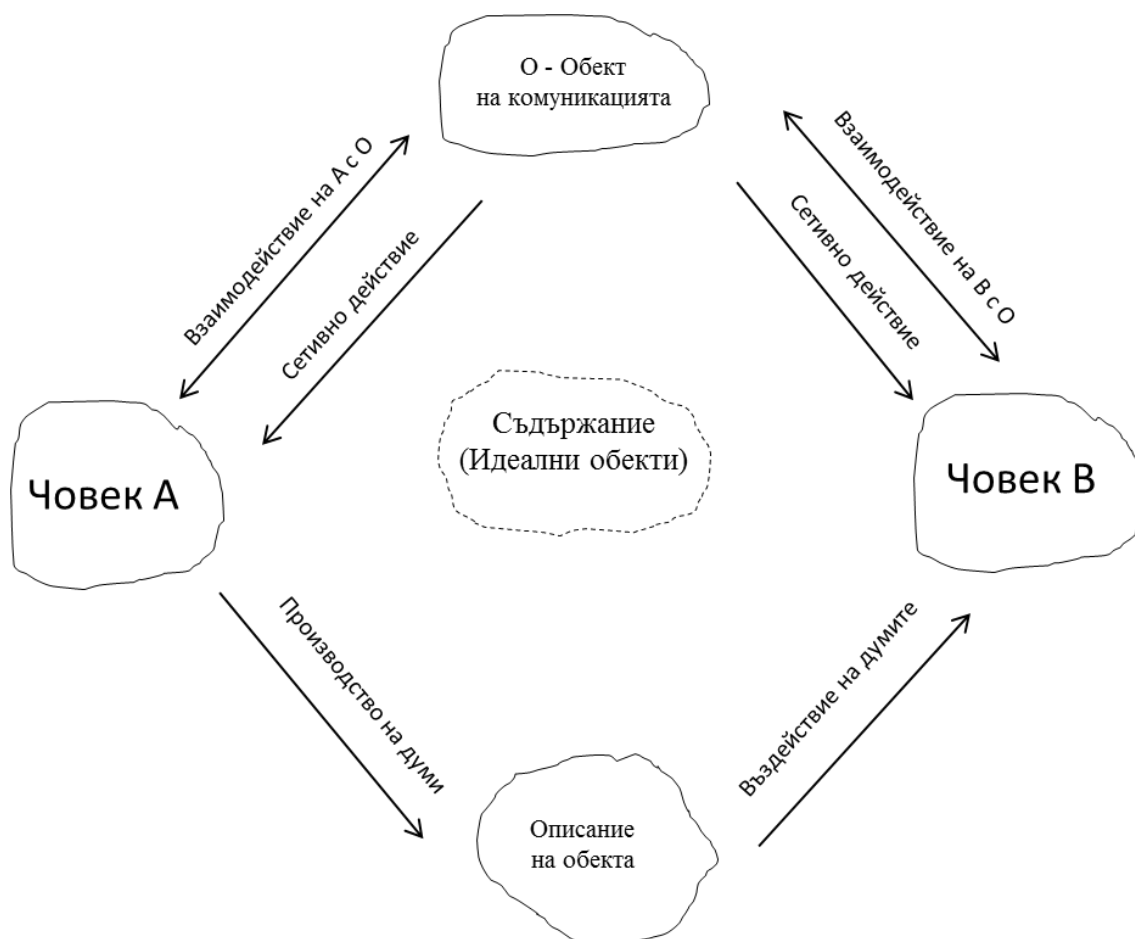 О - Обект
на комуникацията
Взаимодействие на А с О
Сетивно действие
Сетивно действие
Взаимодействие на В с О
Съдържание
(Идеални обекти)
Човек А
Човек В
Производство на думи
Въздействие на думите
Описание
на обекта